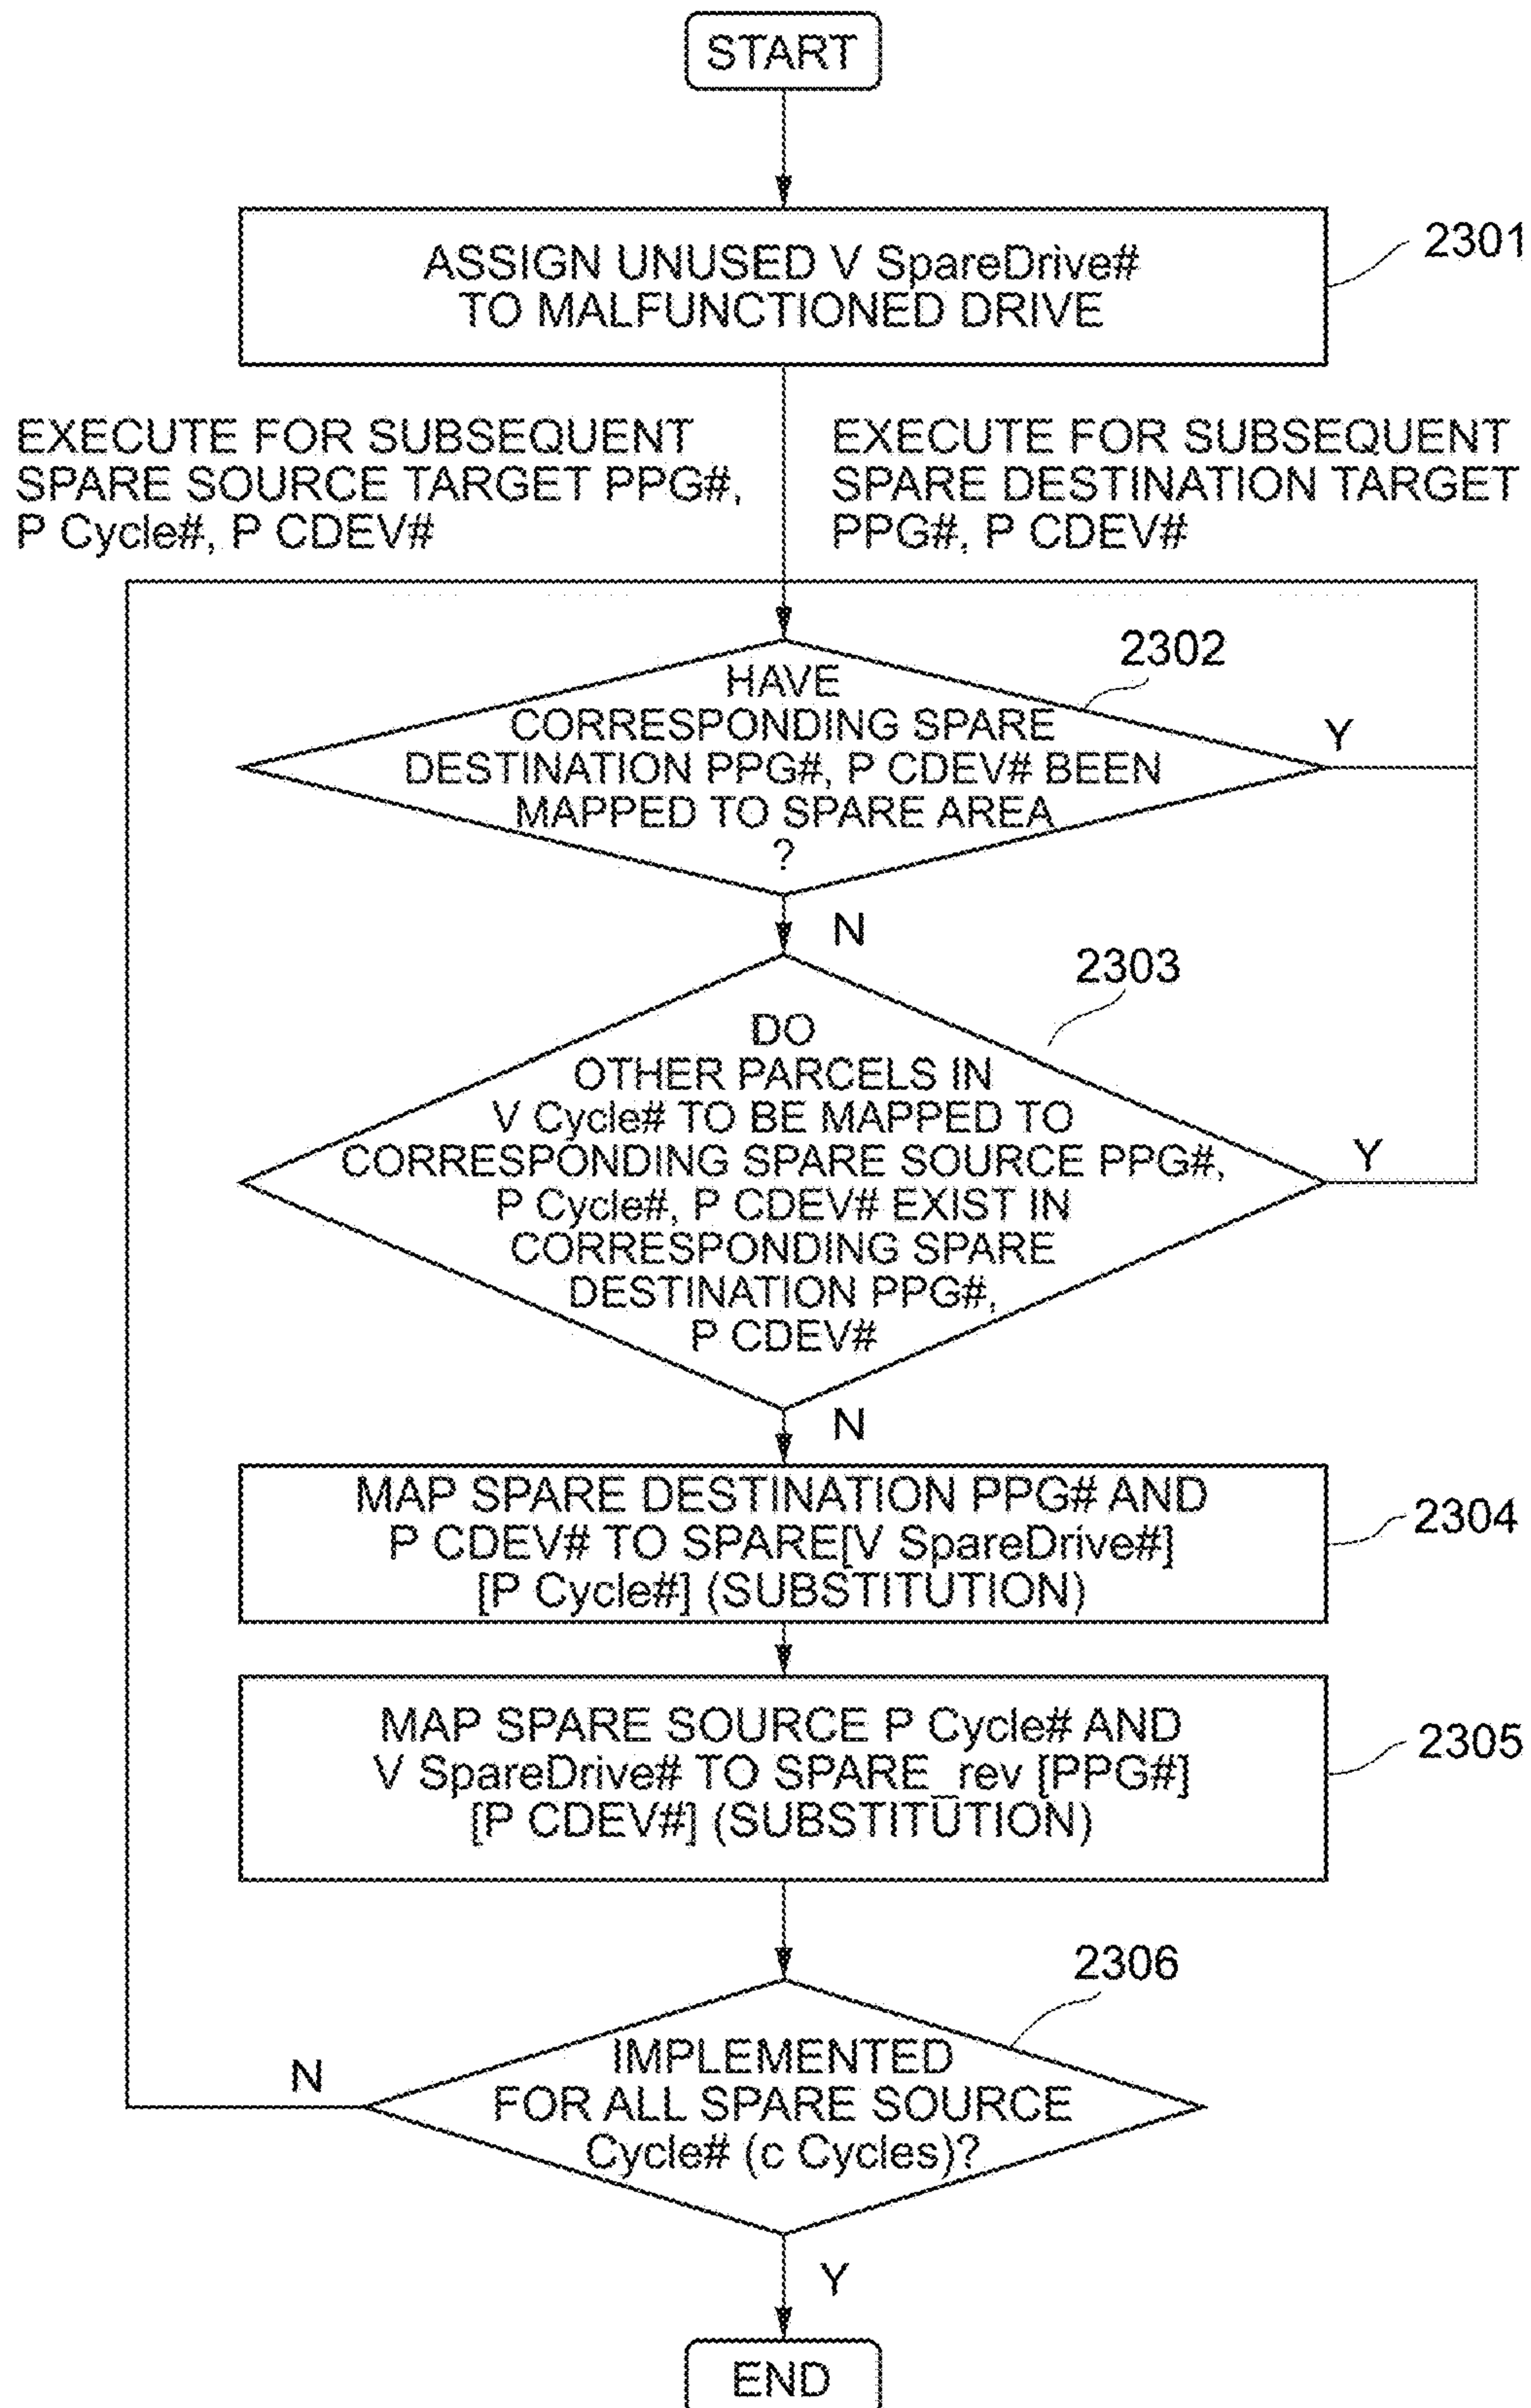 START
ASSIGN UNUSED V SpareDrive#
TO MALFUNCTIONED DRIVE
2301
EXECUTE FOR SUBSEQUENT
SPARE SOURCE TARGET PPG#,
P Cycle#, P CDEV#
EXECUTE FOR SUBSEQUENT
SPARE DESTINATION TARGET
PPG#, P CDEV#
2302
HAVE
CORRESPONDING SPARE
DESTINATION PPG#, P CDEV# BEEN
MAPPED TO SPARE AREA
?
Y
N
2303
DO
OTHER PARCELS IN
V Cycle# TO BE MAPPED TO
CORRESPONDING SPARE SOURCE PPG#,
P Cycle#, P CDEV# EXIST IN
CORRESPONDING SPARE
DESTINATION PPG#,
P CDEV#
Y
N
MAP SPARE DESTINATION PPG# AND
P CDEV# TO SPARE[V SpareDrive#]
[P Cycle#] (SUBSTITUTION)
2304
MAP SPARE SOURCE P Cycle# AND
V SpareDrive# TO SPARE_rev [PPG#]
[P CDEV#] (SUBSTITUTION)
2305
2306
IMPLEMENTED
FOR ALL SPARE SOURCE
Cycle# (c Cycles)?
N
Y
END